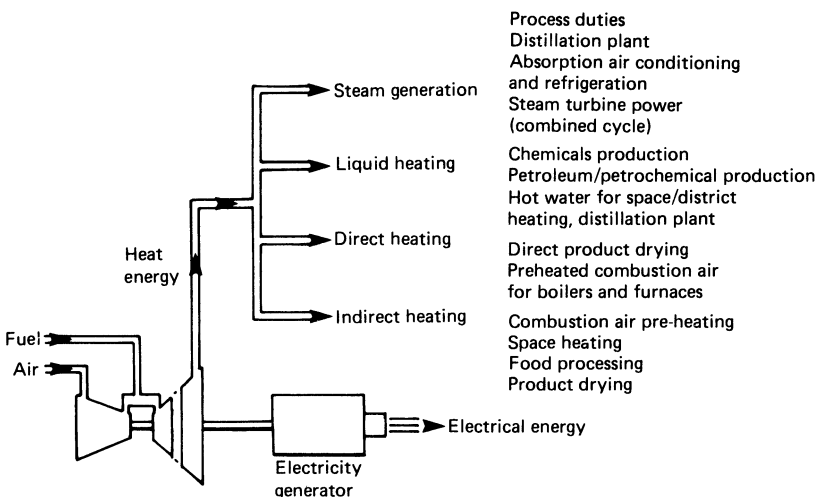 Process duties
Distillation plant
Absorption air conditioning
and refrigeration
Steam turbine power
(combined cycle)
Steam generation
Chemicals production
Petroleum/petrochemical production
Hot water for space/district
heating, distillation plant
Liquid heating
Direct product drying
Preheated combustion air
for boilers and furnaces
Direct heating
Heat
energy
Combustion air pre-heating
Space heating
Food processing
Product drying
Indirect heating
Fuel
Air
Electrical energy
Electricity
generator